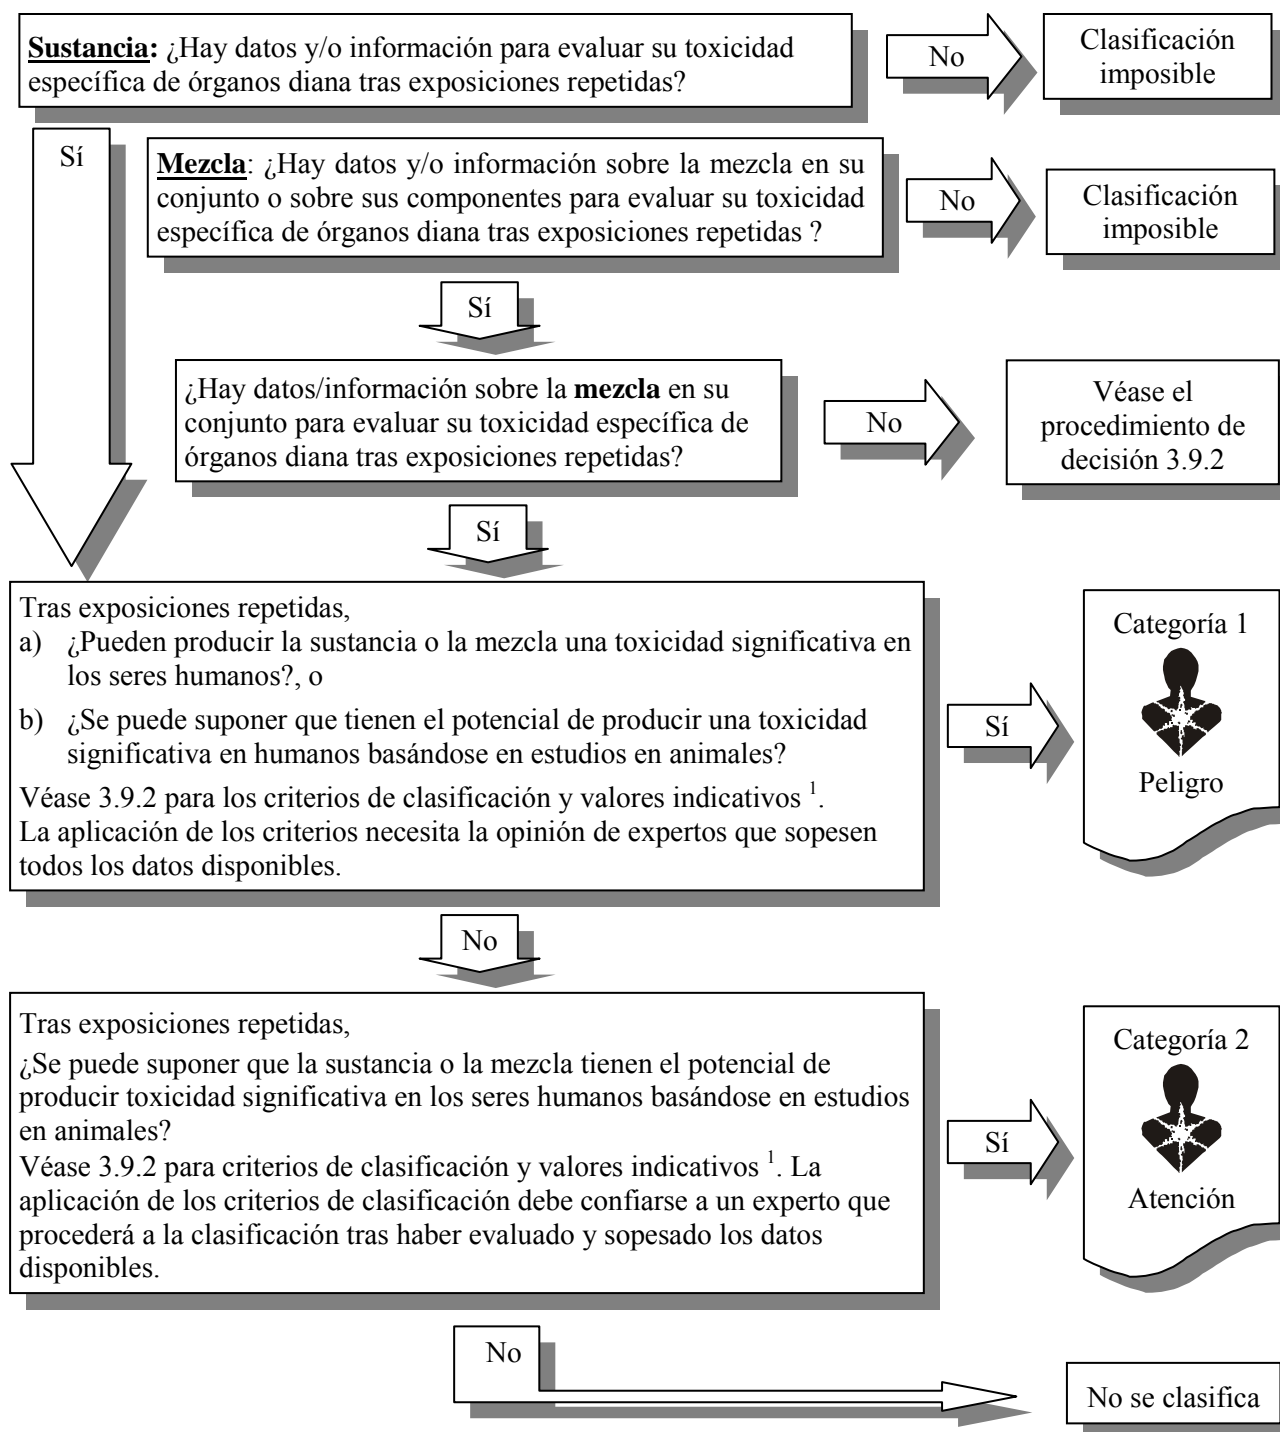 Sustancia: ¿Hay datos y/o información para evaluar su toxicidad
específica de órganos diana tras exposiciones repetidas?
No
Clasificación
imposible
Sí
Mezcla: ¿Hay datos y/o información sobre la mezcla en su
conjunto o sobre sus componentes para evaluar su toxicidad
específica de órganos diana tras exposiciones repetidas ?
No
Clasificación
imposible
Sí
¿Hay datos/información sobre la mezcla en su
conjunto para evaluar su toxicidad específica de
órganos diana tras exposiciones repetidas?
No
Véase el
procedimiento de
decisión 3.9.2
Sí
Tras exposiciones repetidas,
a) ¿Pueden producir la sustancia o la mezcla una toxicidad significativa en
los seres humanos?, o
b) ¿Se puede suponer que tienen el potencial de producir una toxicidad
significativa en humanos basándose en estudios en animales?
Véase 3.9.2 para los criterios de clasificación y valores indicativos 1.
La aplicación de los criterios necesita la opinión de expertos que sopesen
todos los datos disponibles.
Sí
Categoría 1
Peligro
No
Tras exposiciones repetidas,
¿Se puede suponer que la sustancia o la mezcla tienen el potencial de
producir toxicidad significativa en los seres humanos basándose en estudios
en animales?
Véase 3.9.2 para criterios de clasificación y valores indicativos 1. La
aplicación de los criterios de clasificación debe confiarse a un experto que
procederá a la clasificación tras haber evaluado y sopesado los datos
disponibles.
Sí
Categoría 2
Atención
No
No se clasifica